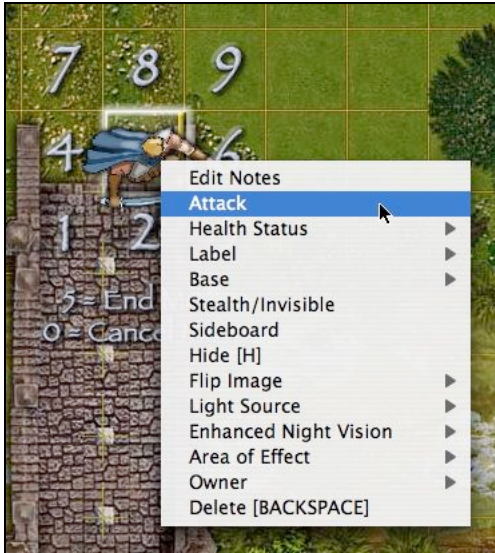 7 8 9
4 6
1 2
5 = End
0 = Cance
Edit Notes
Attack
Health Status
Label
Base
Stealth/Invisible
Sideboard
Hide [H]
Flip Image
Light Source
Enhanced Night Vision
Area of Effect
Owner
Delete [BACKSPACE]